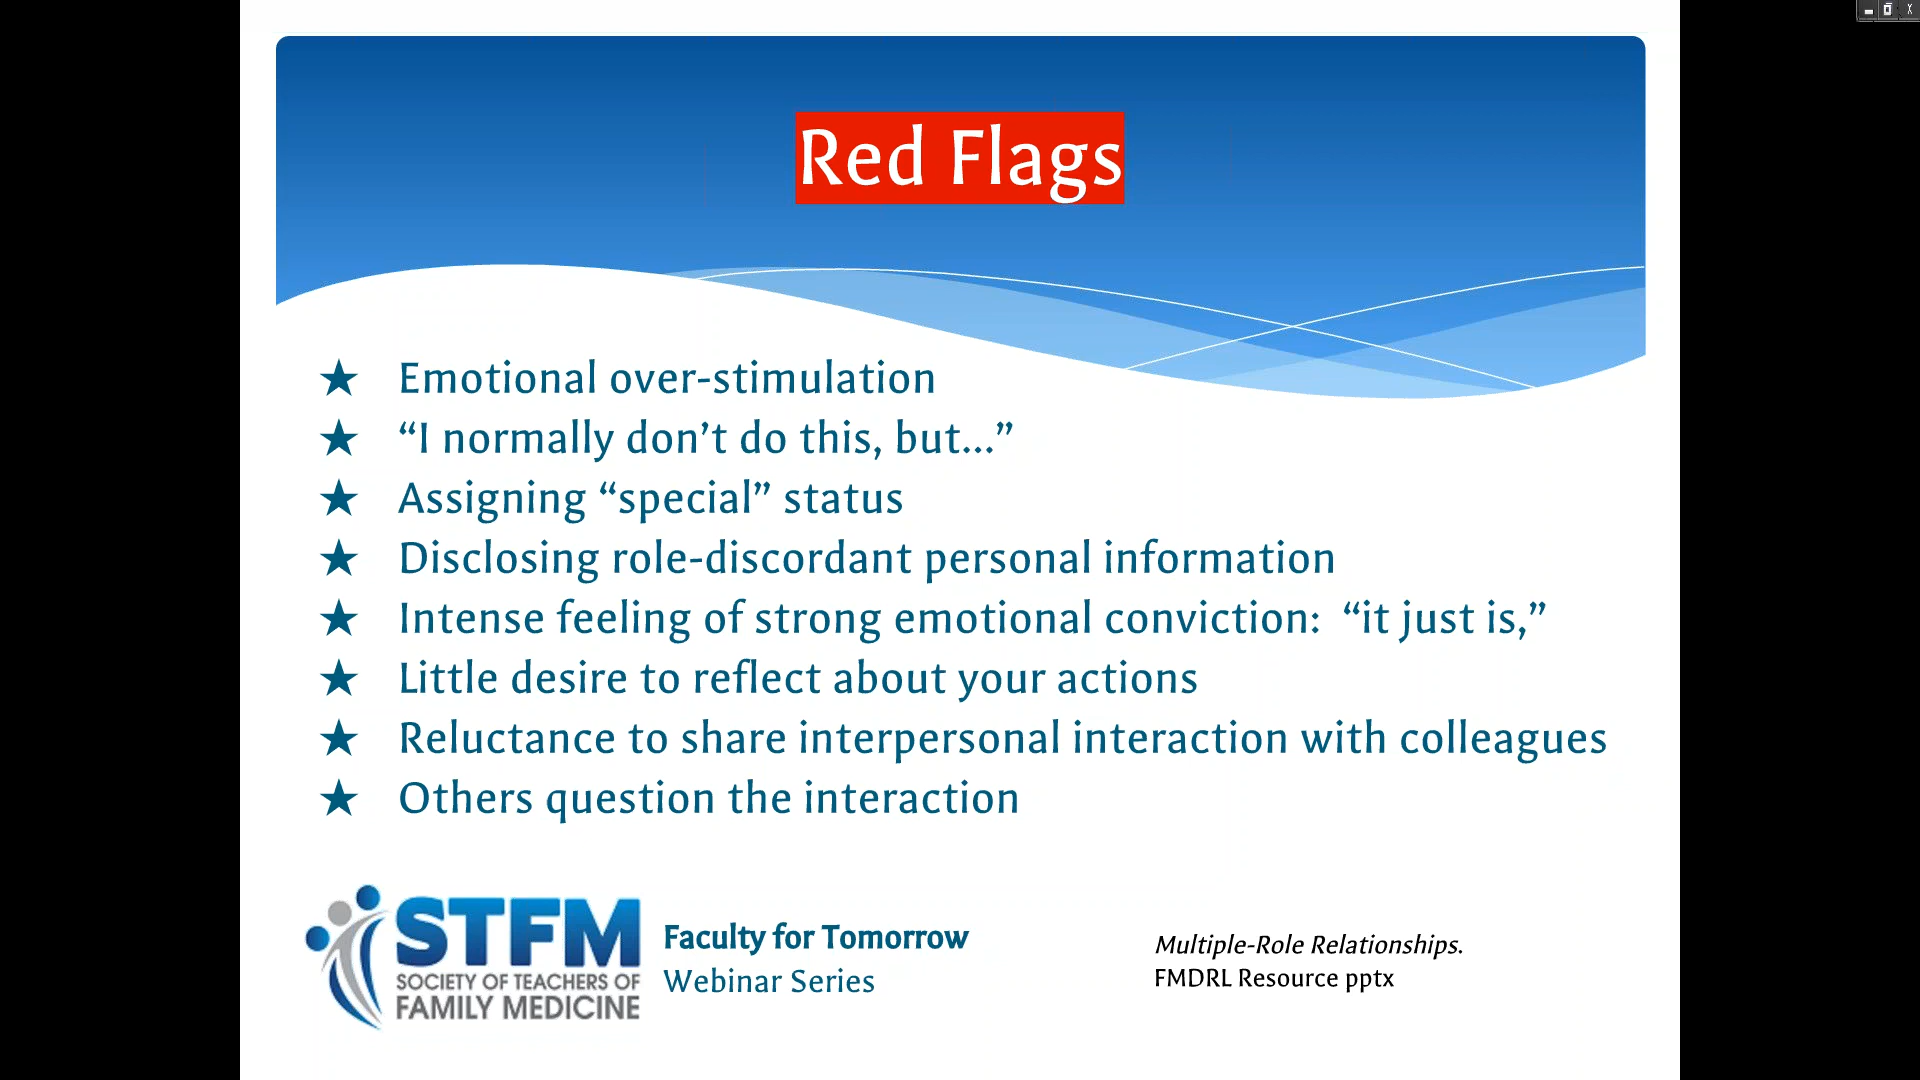 Red Flags
★ Emotional over-stimulation
★ “I normally don’t do this, but...”
★ Assigning “special” status
★ Disclosing role-discordant personal information
★ Intense feeling of strong emotional conviction:  “it just is,”
★ Little desire to reflect about your actions
★ Reluctance to share interpersonal interaction with colleagues
★ Others question the interaction
STFM
SOCIETY OF TEACHERS OF
FAMILY MEDICINE
Faculty for Tomorrow
Webinar Series
Multiple-Role Relationships.
FMDRL Resource pptx